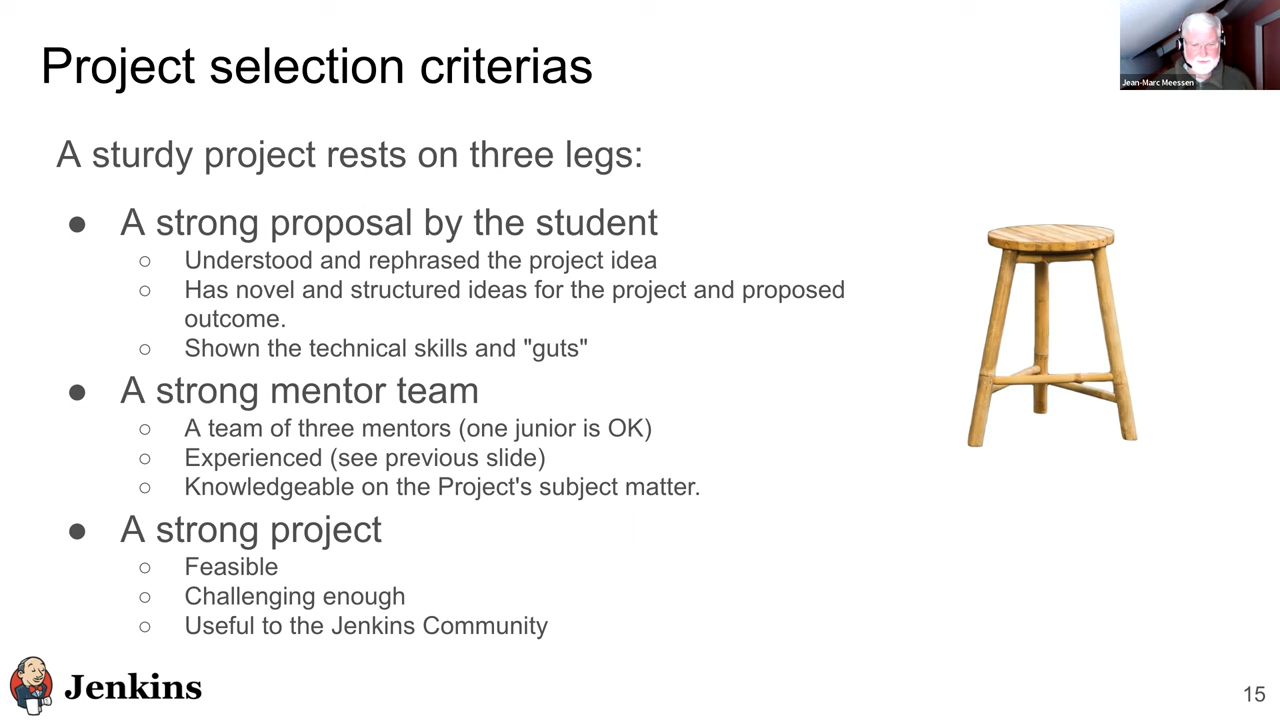 Project selection criterias
Jean-Marc Meessen
A sturdy project rests on three legs:
● A strong proposal by the student
○ Understood and rephrased the project idea
○ Has novel and structured ideas for the project and proposed
outcome.
○ Shown the technical skills and "guts"
● A strong mentor team
○ A team of three mentors (one junior is OK)
○ Experienced (see previous slide)
○ Knowledgeable on the Project's subject matter.
● A strong project
○ Feasible
○ Challenging enough
○ Useful to the Jenkins Community
Jenkins
15